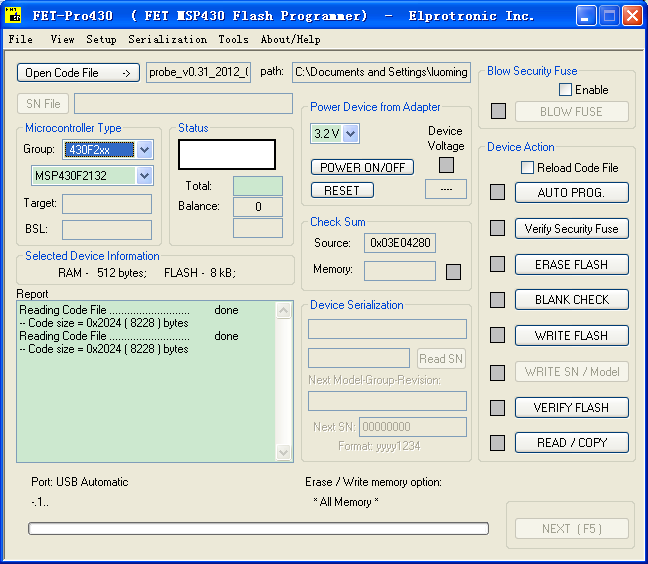 FET-Pro430 ( FET MSP430 Flash Programmer) - Elprotronic Inc.
File View Setup Serialization Tools About/Help
Open Code File -> probe_v0.31_2012_0 path: C:\Documents and Settings\luoming
SN File
Microcontroller Type
Group: 430F2xx
MSP430F2132
Target:
BSL:
Status
Total:
Balance: 0
Selected Device Information
RAM - 512 bytes; FLASH - 8 kB;
Report
Reading Code File ........................... done
-- Code size = 0x2024 ( 8228 ) bytes
Reading Code File ........................... done
-- Code size = 0x2024 ( 8228 ) bytes
Power Device from Adapter
3.2 V
Device
Voltage
POWER ON/OFF
RESET ----
Check Sum
Source: 0x03E04280
Memory:
Device Serialization
Read SN
Next Model-Group-Revision:
Next SN: 00000000
Format: yyyy1234
Blow Security Fuse
Enable
BLOW FUSE
Device Action
Reload Code File
AUTO PROG.
Verify Security Fuse
ERASE FLASH
BLANK CHECK
WRITE FLASH
WRITE SN / Model
VERIFY FLASH
READ / COPY
Port: USB Automatic
-.1..
Erase / Write memory option:
* All Memory *
NEXT ( F5 )